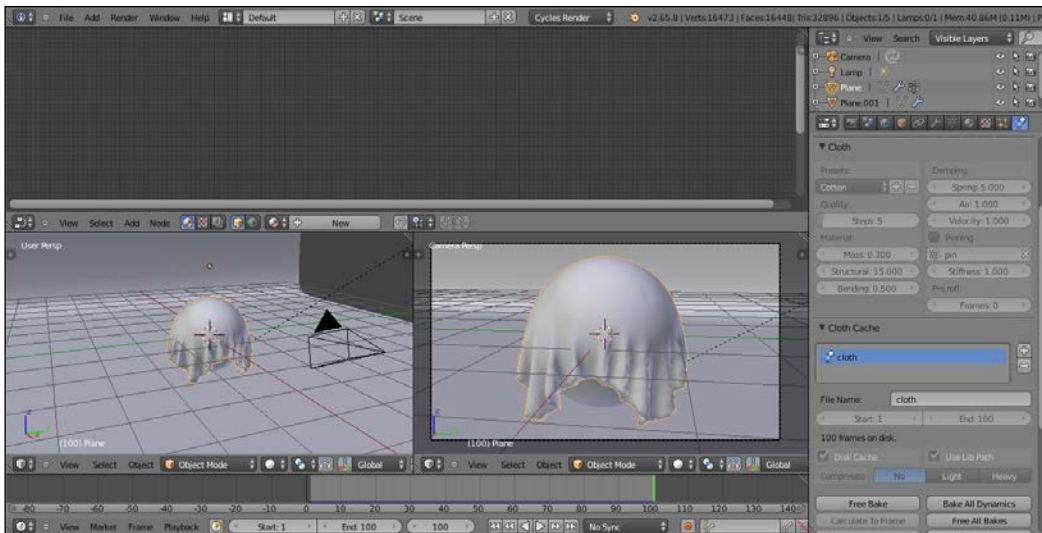 File Add Render Window Help Default Scene Cycles Render v2.65.8 | Verts:16473 | Faces:16448| Tris:32896 | Objects:1/5 | Lamps:0/1 | Mem:40.86M (0.11M) | P
View Search Visible Layers
Camera
Lamp
Plane
Plane.001
Cloth
Presets: Damping
Cotton Spring: 5.000
Quality: Air: 1.000
Steps: 5 Velocity: 1.000
Material: Pinning
Mass: 0.300 pin
Structural: 15.000 Stiffness: 1.000
Bending: 0.500 Pre roll:
Frames: 0
Cloth Cache
cloth
File Name: cloth
Start: 1 End: 100
100 frames on disk.
Disk Cache Use Lib Path
Compressio No Light Heavy
Free Bake Bake All Dynamics
Calculate To Frame Free All Bakes
View Select Add Node New
User Persp
Camera Persp
(100) Plane
(100) Plane
View Select Object Object Mode Global
View Select Object Object Mode Global
-80 -70 -60 -50 -40 -30 -20 -10 0 10 20 30 40 50 60 70 80 90 100 110 120 130 140
View Marker Frame Playback Start: 1 End: 100 100 No Sync